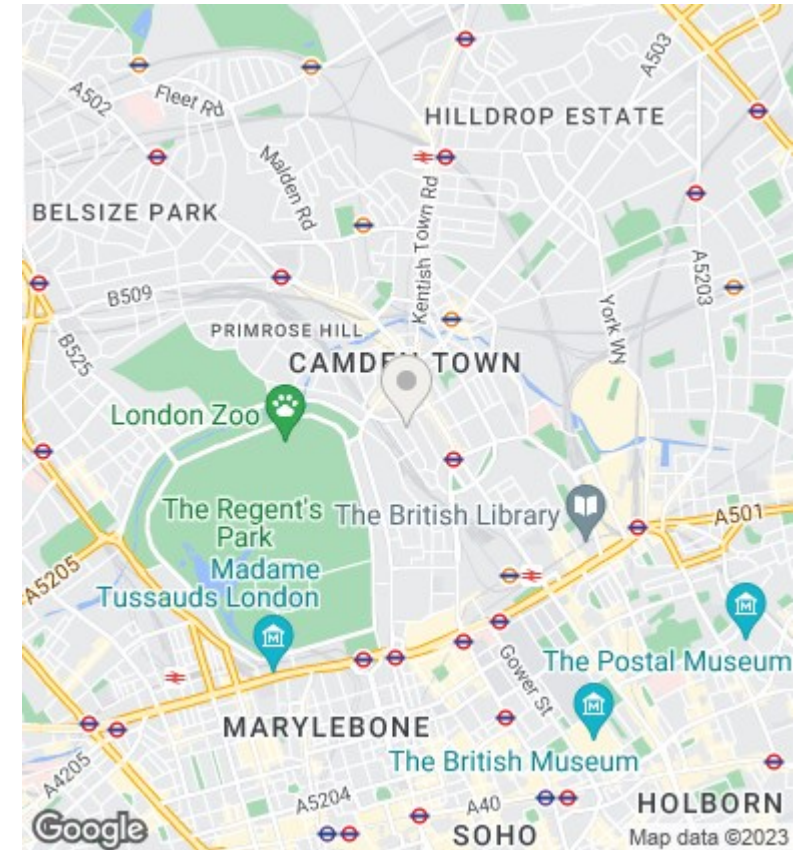 A503
A502
Fleet Rd
HILLDROP ESTATE
Malden Rd
Kentish Town Rd
BELSIZE PARK
A5203
B509
York Wy
PRIMROSE HILL
B525
CAMDEN TOWN
London Zoo
The Regent's
Park
The British Library
A501
A5205
Madame
Tussauds London
Gower St
The Postal Museum
MARYLEBONE
The British Museum
A4205
A5204
A40
HOLBORN
SOHO
Google
Map data ©2023